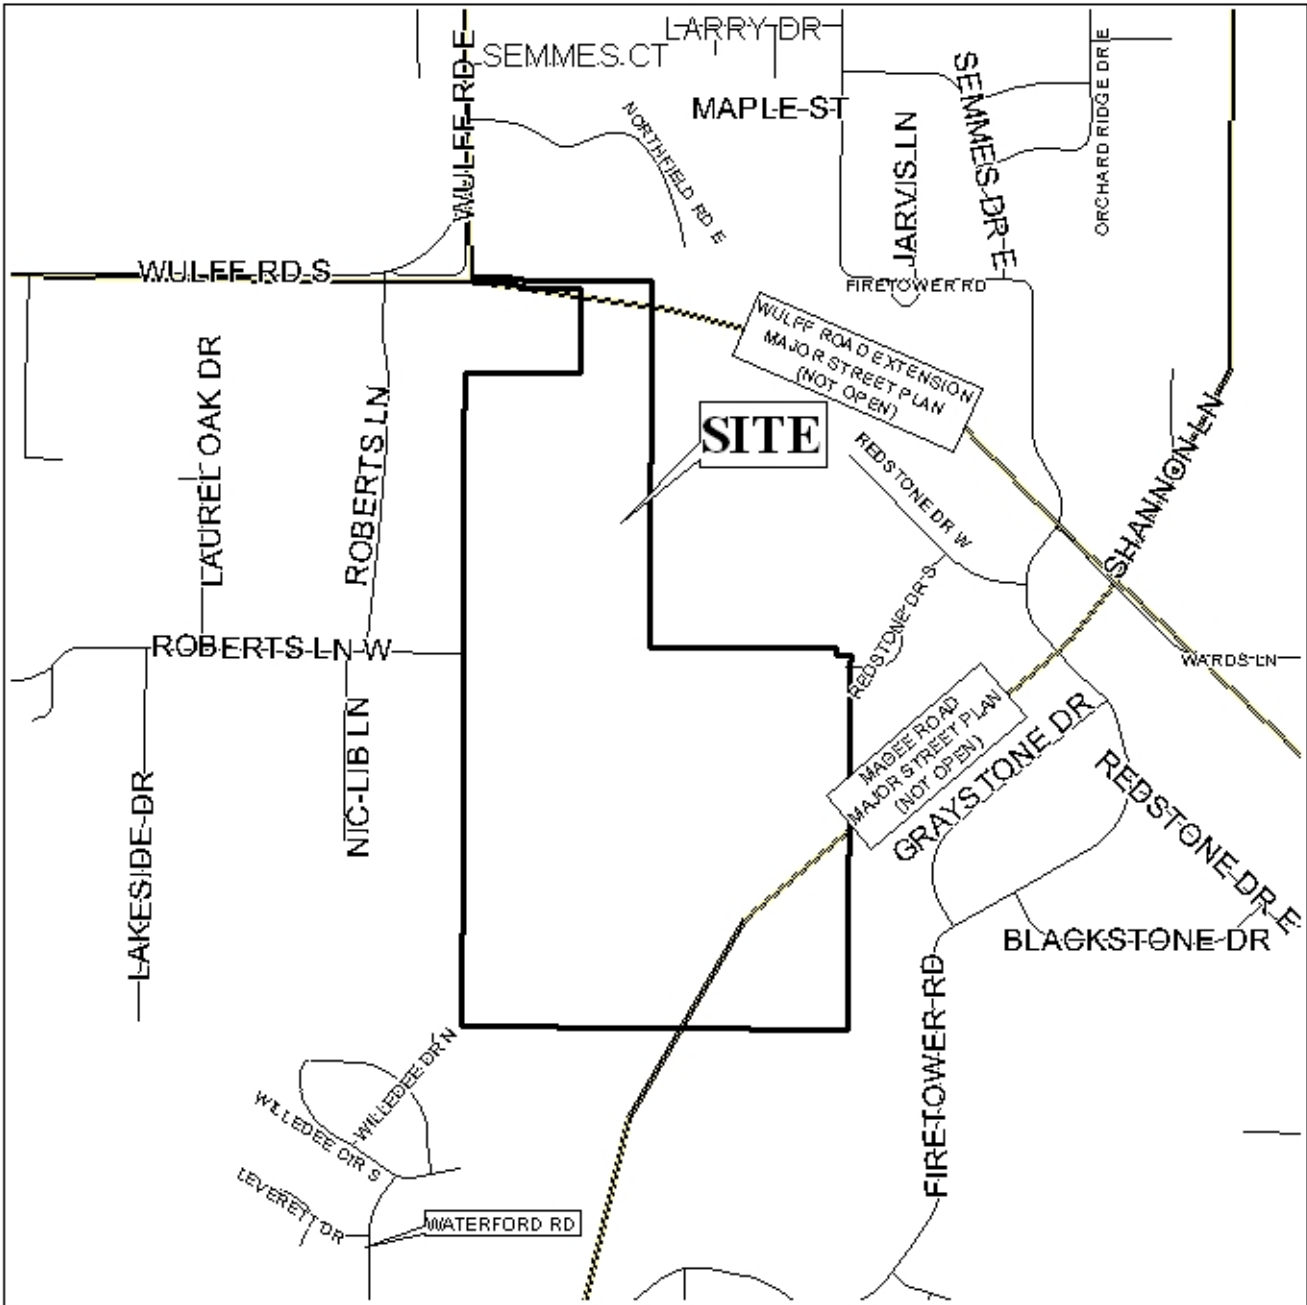 LARRY DR
SEMMES CT
WULFF RD E
MAPLE ST
NORTHFIELD RD E
JARVIS LN
SEMMES DR E
ORCHARD RIDGE DR E
WULFF RD S
FIRETOWER RD
WULFF ROAD EXTENSION
MAJOR STREET PLAN
(NOT OPEN)
LAUREL OAK DR
ROBERTS LN
SITE
REDSTONE DR W
SHANNON LN
REDSTONE DR S
ROBERTS LN W
WARDS LN
NIC-LIB LN
MAGEE ROAD
MAJOR STREET PLAN
(NOT OPEN)
GRAYSTONE DR
REDSTONE DR E
LAKESIDE DR
BLACKSTONE DR
FIRETOWER RD
WILLEDEE DR N
WILLEDEE CIR S
LEVERETT DR
WATERFORD RD